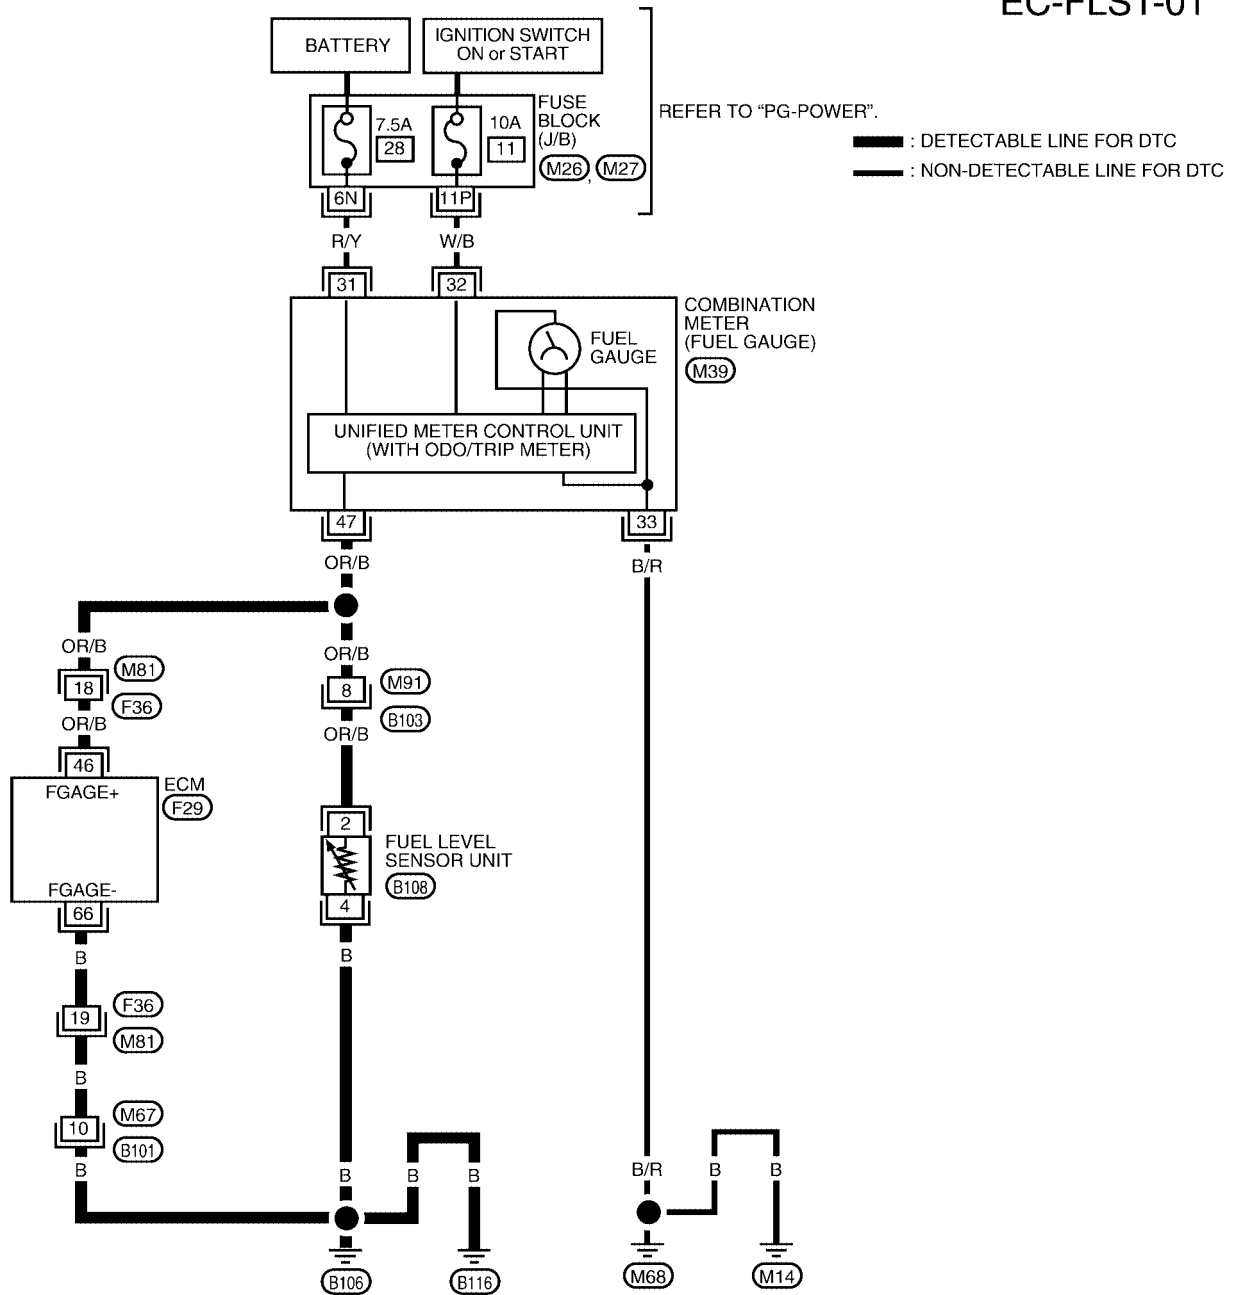 EC-FLS1-01
BATTERY
IGNITION SWITCH
ON or START
FUSE
BLOCK
(J/B)
7.5A
28
10A
11
M26, M27
REFER TO “PG-POWER”.
: DETECTABLE LINE FOR DTC
: NON-DETECTABLE LINE FOR DTC
6N
11P
R/Y
W/B
31
32
COMBINATION
METER
(FUEL GAUGE)
M39
FUEL
GAUGE
UNIFIED METER CONTROL UNIT
(WITH ODO/TRIP METER)
47
33
OR/B
B/R
OR/B
M81
18
F36
OR/B
46
FGAGE+
ECM
F29
FGAGE-
66
B
F36
19
M81
B
M67
10
B101
B
OR/B
M91
8
B103
OR/B
2
FUEL LEVEL
SENSOR UNIT
B108
4
B
B
B
B
B106
B116
B/R
B
B
M68
M14